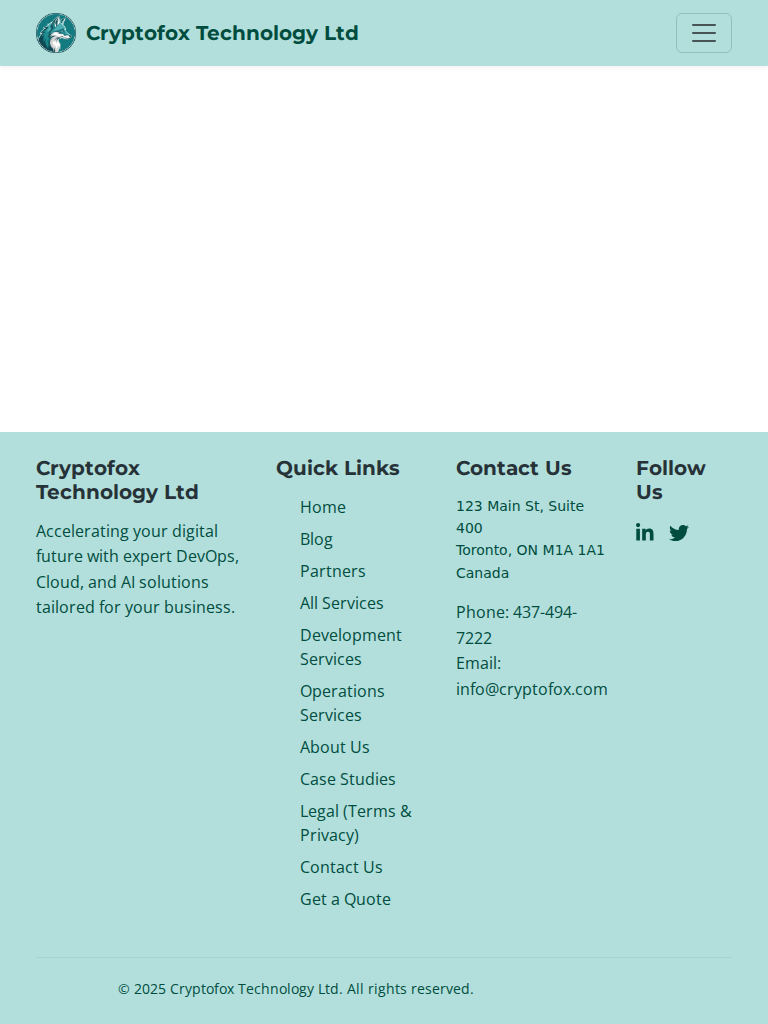 Cryptofox Technology Ltd
Cryptofox
Technology Ltd
Accelerating your digital
future with expert DevOps,
Cloud, and AI solutions
tailored for your business.
Quick Links
Home
Blog
Partners
All Services
Development
Services
Operations
Services
About Us
Case Studies
Legal (Terms &
Privacy)
Contact Us
Get a Quote
Contact Us
123 Main St, Suite
400
Toronto, ON M1A 1A1
Canada
Phone: 437-494-
7222
Email:
info@cryptofox.com
Follow
Us
© 2025 Cryptofox Technology Ltd. All rights reserved.